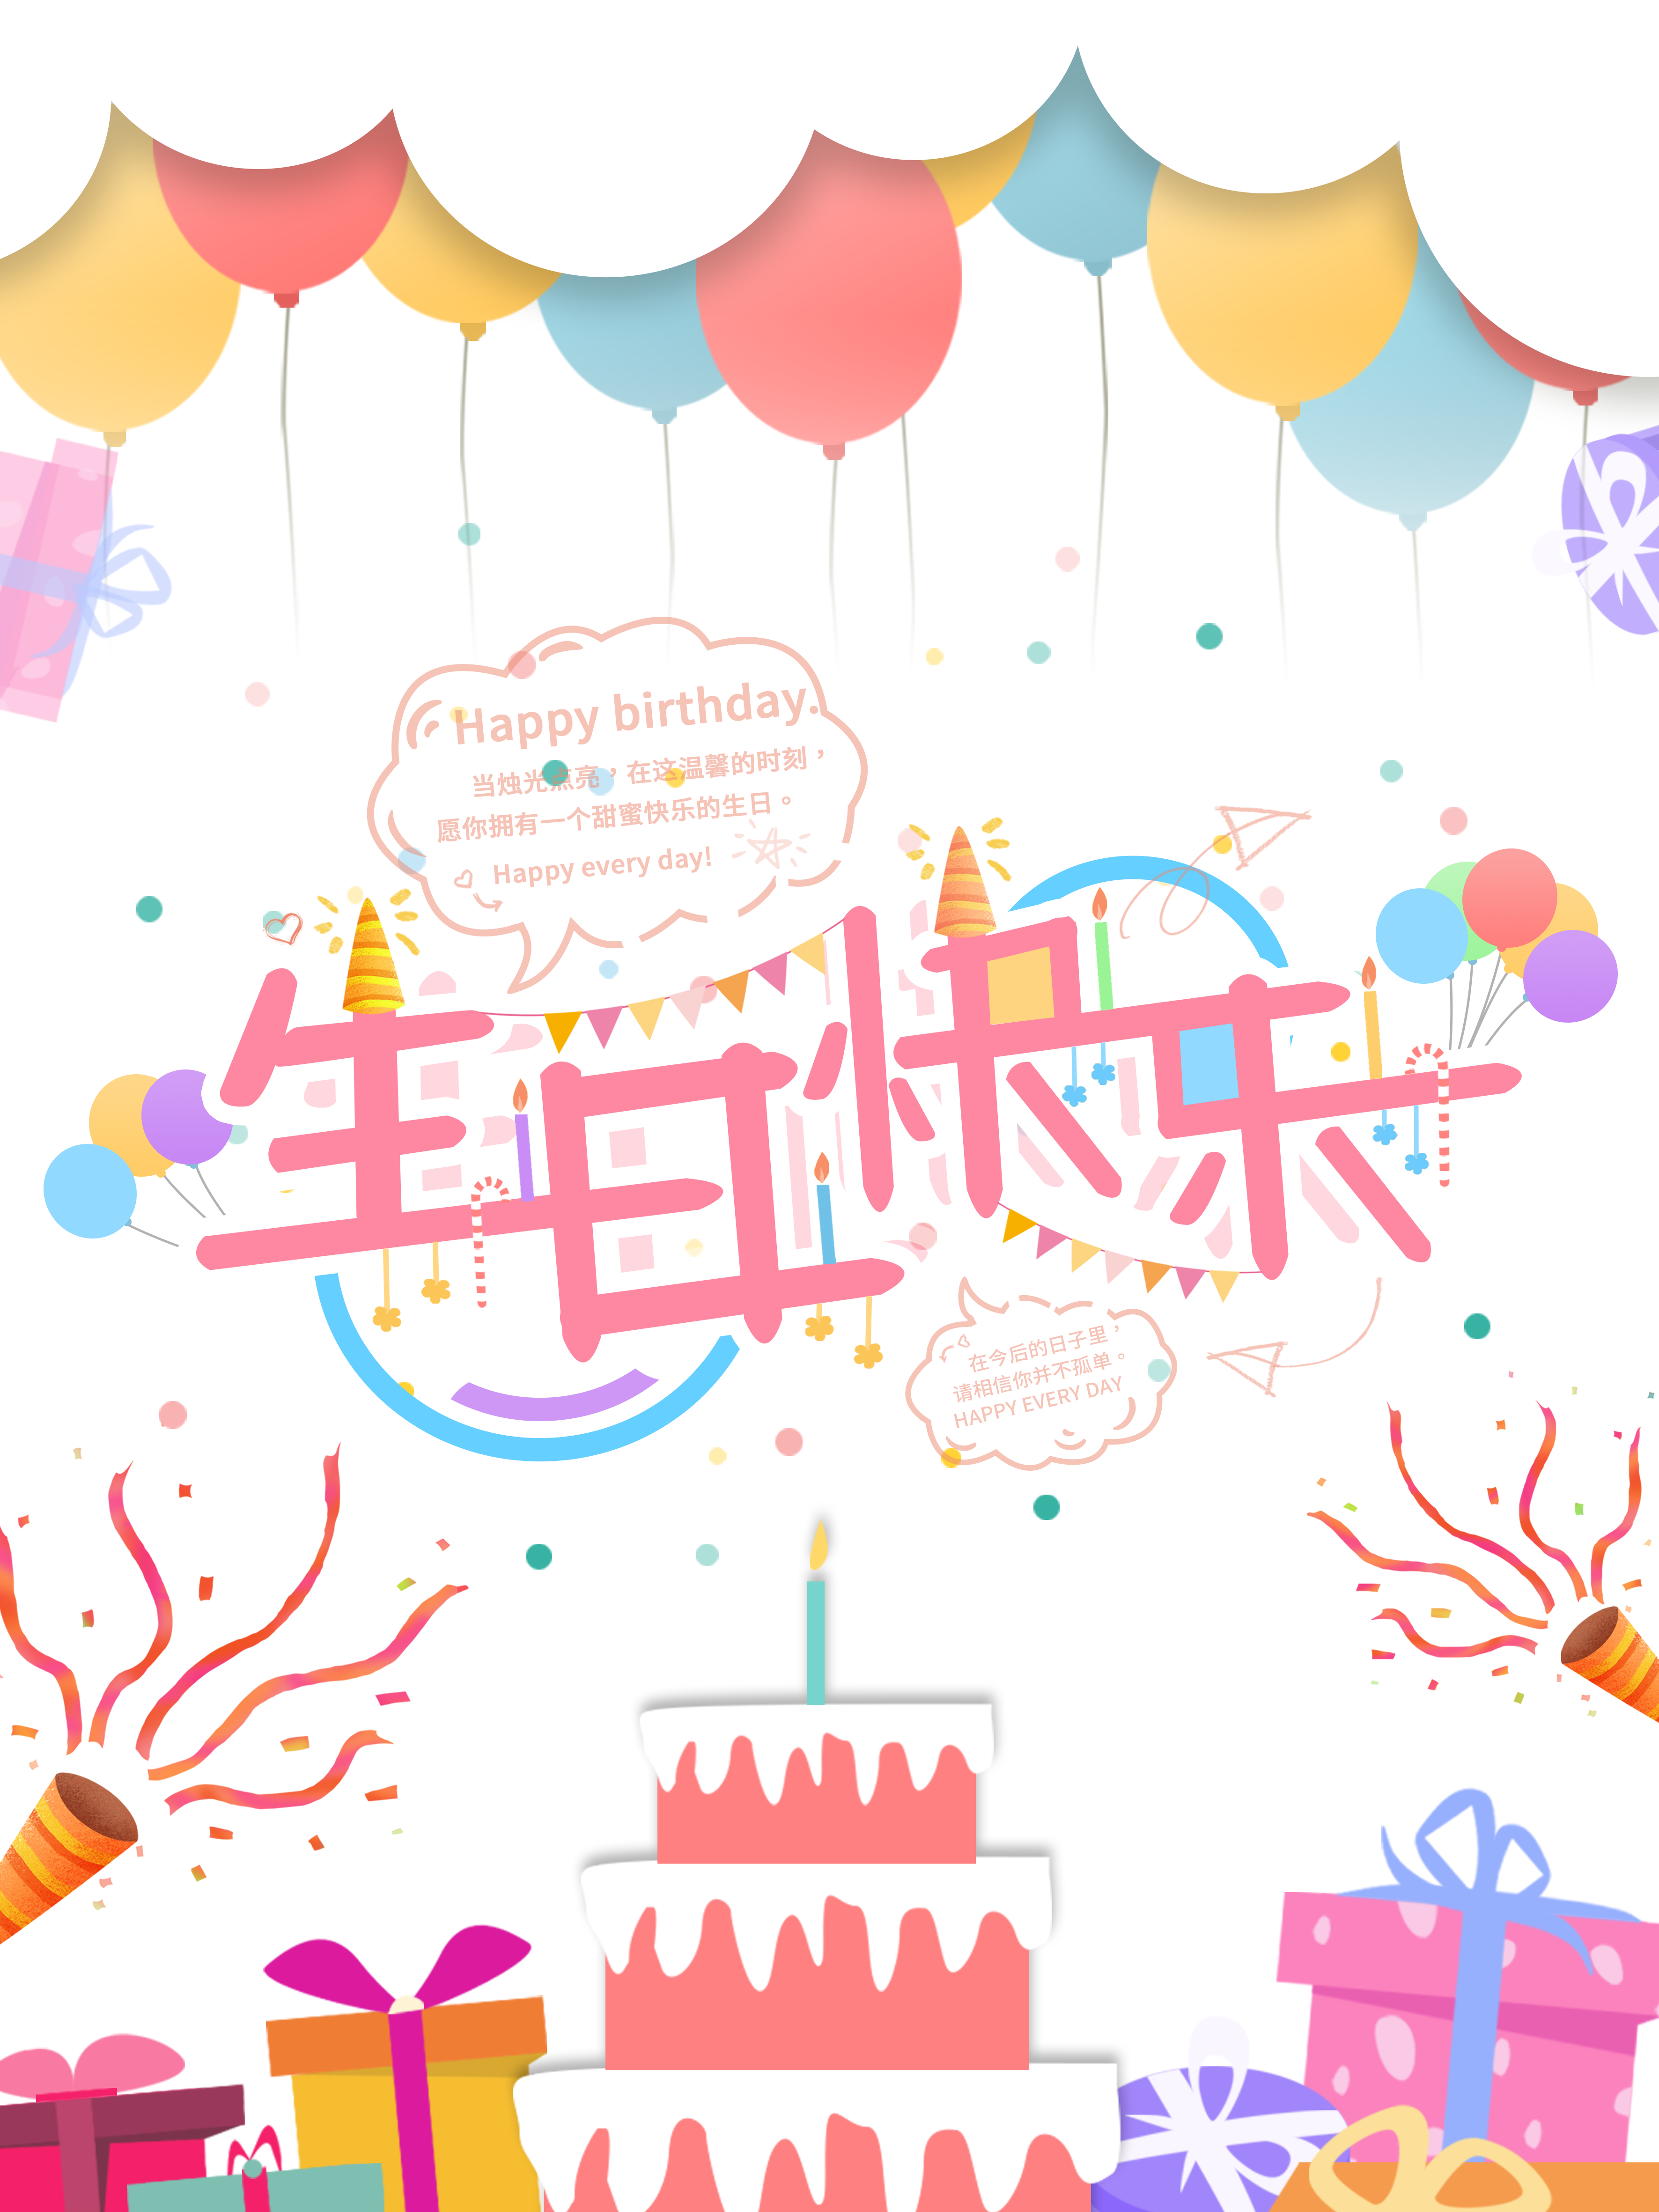 Happy birthday.
当烛光点亮，在这温馨的时刻，
愿你拥有一个甜蜜快乐的生日。
Happy every day!
生日快乐
在今后的日子里，
请相信你并不孤单。
HAPPY EVERY DAY